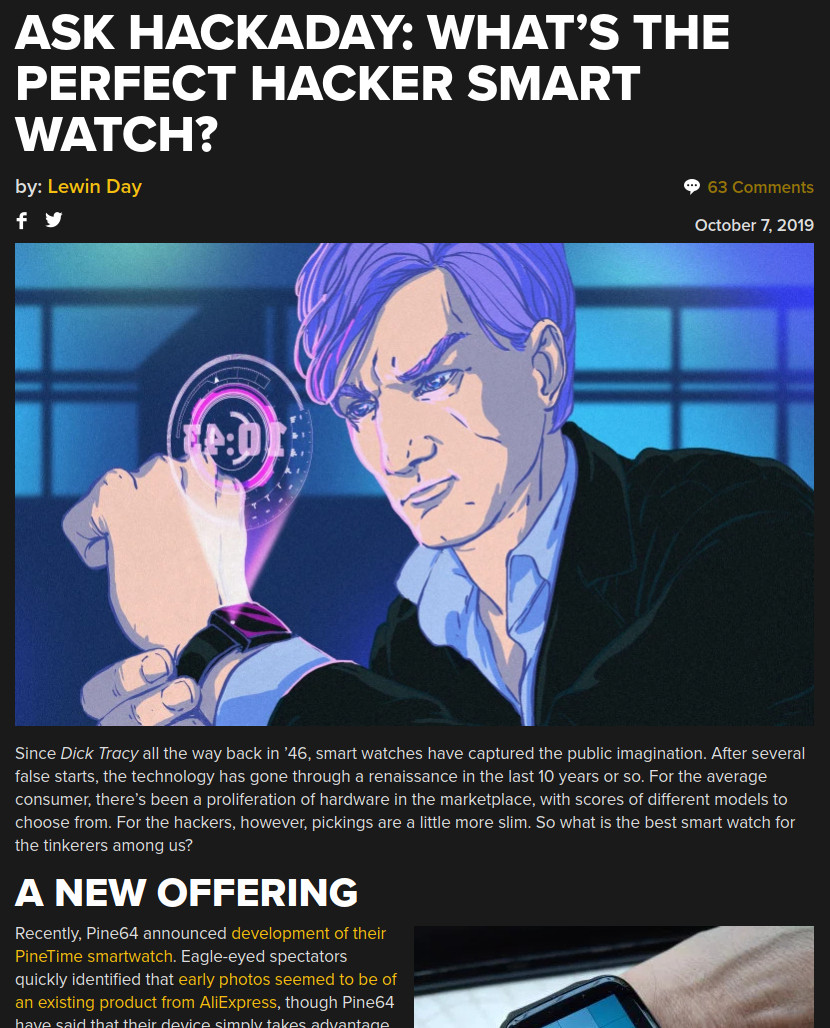 ASK HACKADAY: WHAT’S THE
PERFECT HACKER SMART
WATCH?
by: Lewin Day
63 Comments
October 7, 2019
10:43
Since Dick Tracy all the way back in ’46, smart watches have captured the public imagination. After several
false starts, the technology has gone through a renaissance in the last 10 years or so. For the average
consumer, there’s been a proliferation of hardware in the marketplace, with scores of different models to
choose from. For the hackers, however, pickings are a little more slim. So what is the best smart watch for
the tinkerers among us?
A NEW OFFERING
Recently, Pine64 announced development of their
PineTime smartwatch. Eagle-eyed spectators
quickly identified that early photos seemed to be of
an existing product from AliExpress, though Pine64
have said that their device simply takes advantage